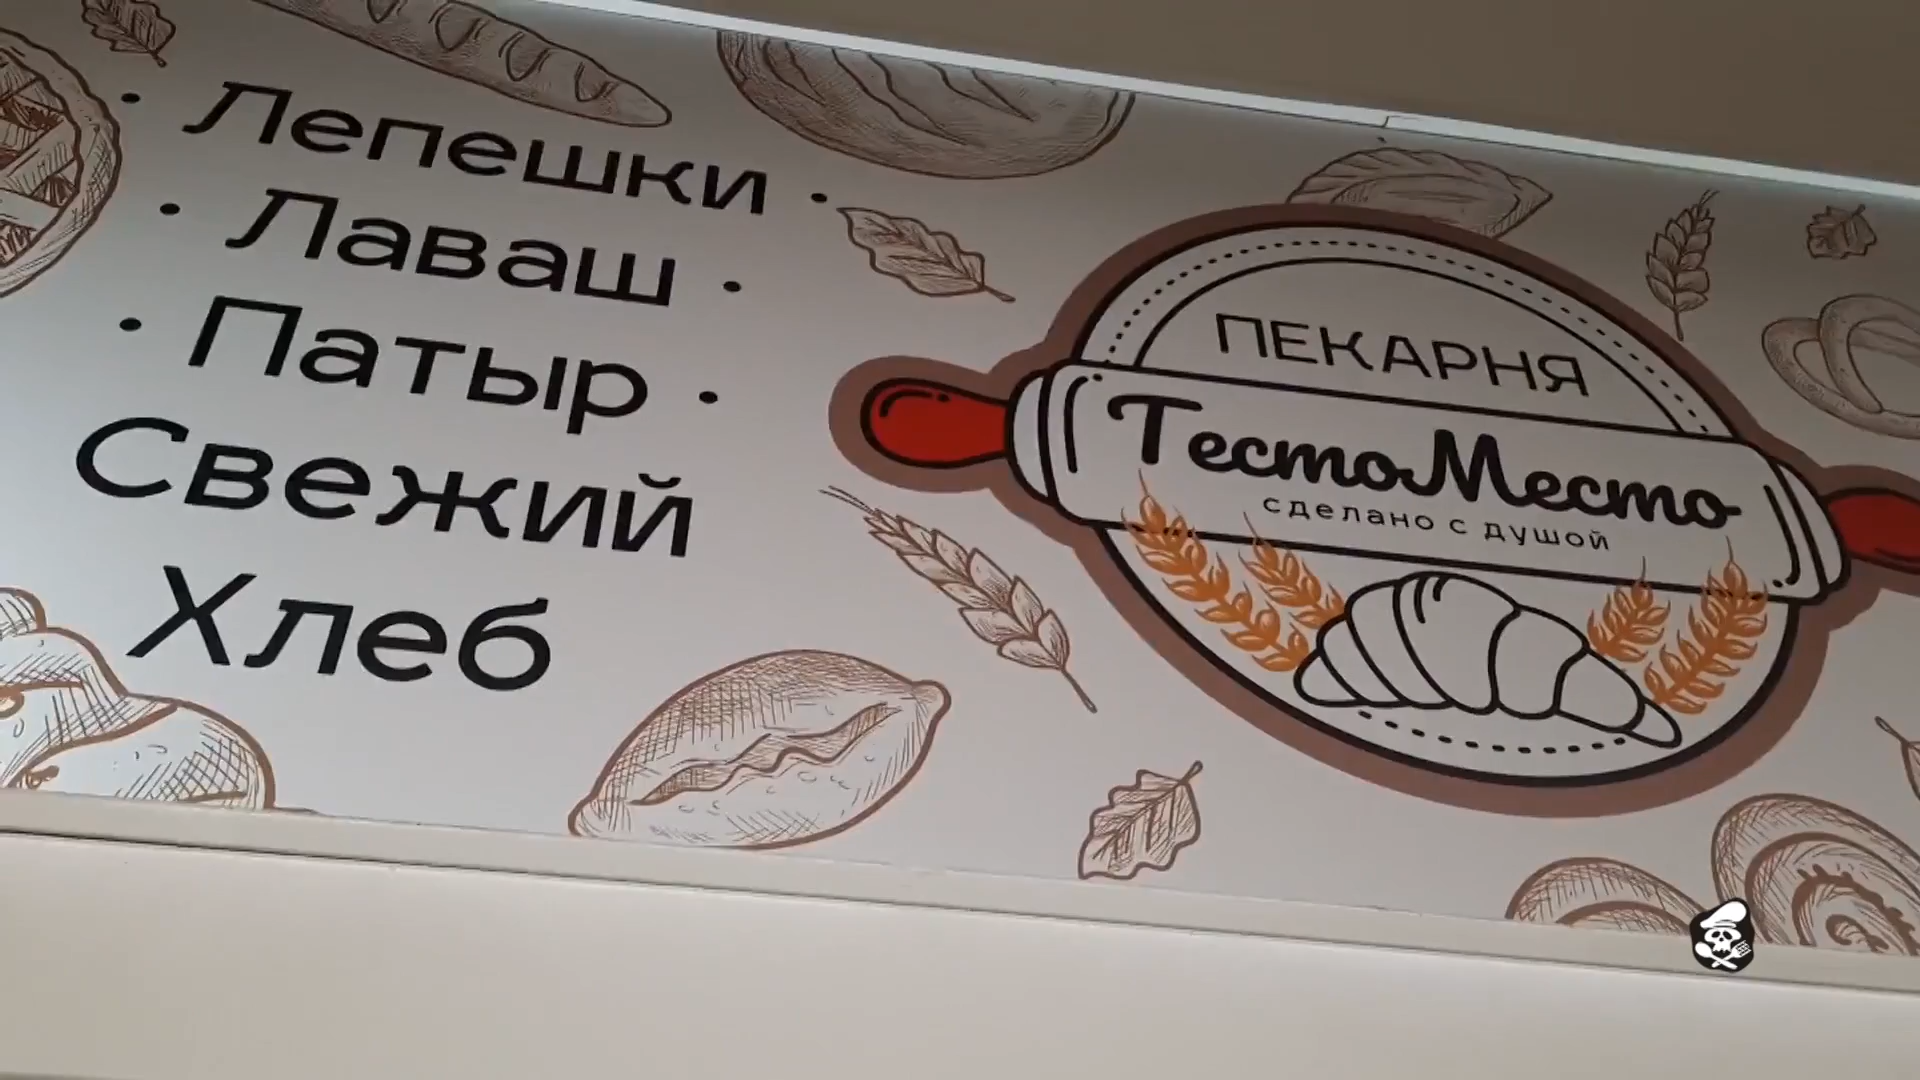 · Лепешки ·
· Лаваш ·
· Патыр ·
Свежий
Хлеб
ПЕКАРНЯ
ТестоМесто
сделано с душой